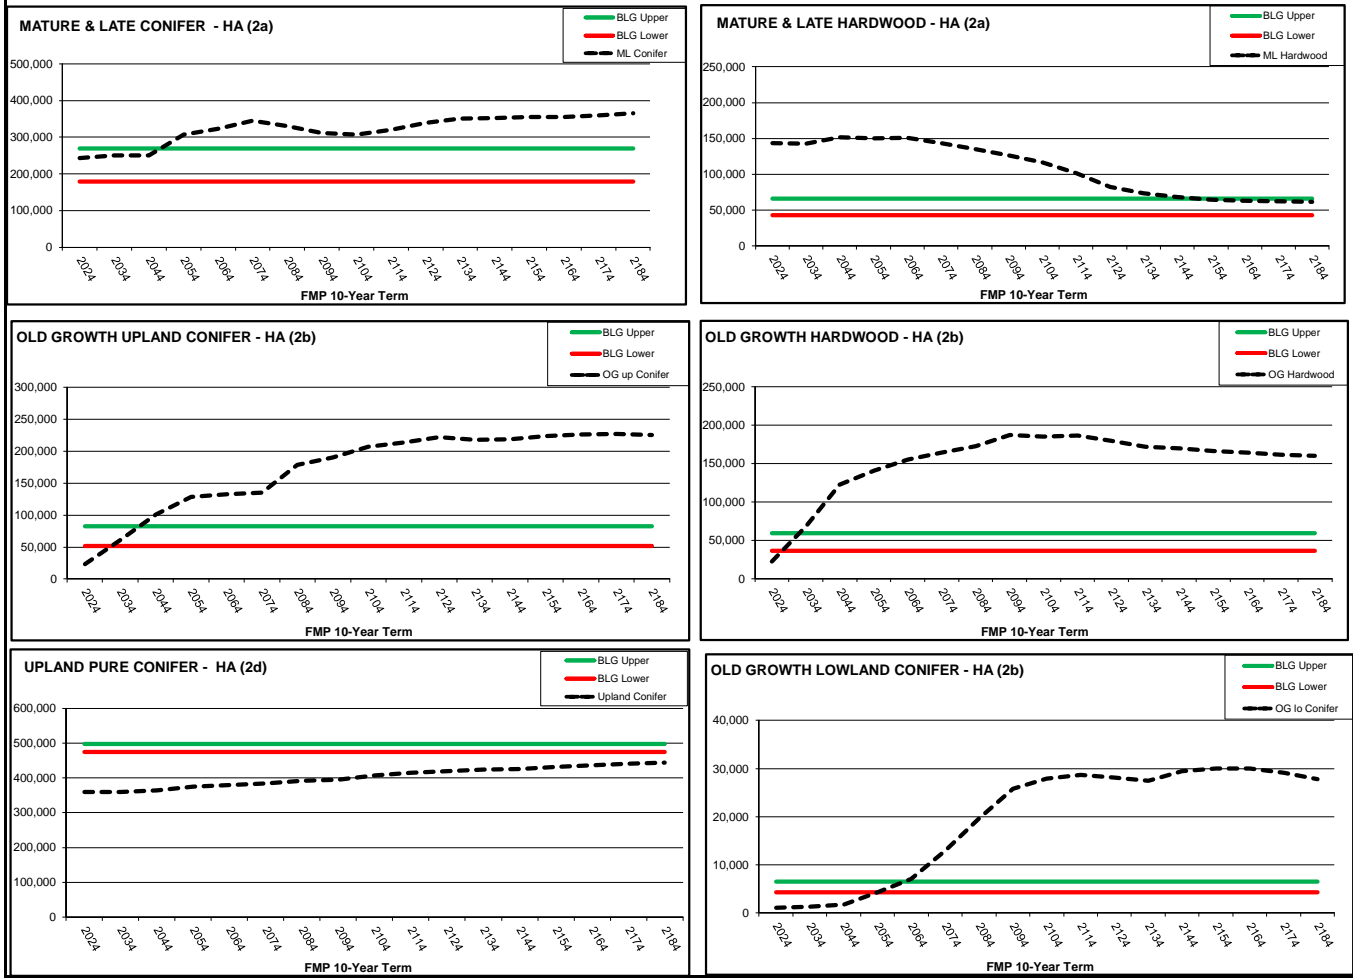 MATURE & LATE CONIFER - HA (2a)
BLG Upper
BLG Lower
ML Conifer
500,000
400,000
300,000
200,000
100,000
0
2024 2034 2044 2054 2064 2074 2084 2094 2104 2114 2124 2134 2144 2154 2164 2174 2184
FMP 10-Year Term
MATURE & LATE HARDWOOD - HA (2a)
BLG Upper
BLG Lower
ML Hardwood
250,000
200,000
150,000
100,000
50,000
0
2024 2034 2044 2054 2064 2074 2084 2094 2104 2114 2124 2134 2144 2154 2164 2174 2184
FMP 10-Year Term
OLD GROWTH UPLAND CONIFER - HA (2b)
BLG Upper
BLG Lower
OG up Conifer
300,000
250,000
200,000
150,000
100,000
50,000
0
2024 2034 2044 2054 2064 2074 2084 2094 2104 2114 2124 2134 2144 2154 2164 2174 2184
FMP 10-Year Term
OLD GROWTH HARDWOOD - HA (2b)
BLG Upper
BLG Lower
OG Hardwood
250,000
200,000
150,000
100,000
50,000
0
2024 2034 2044 2054 2064 2074 2084 2094 2104 2114 2124 2134 2144 2154 2164 2174 2184
FMP 10-Year Term
UPLAND PURE CONIFER - HA (2d)
BLG Upper
BLG Lower
Upland Conifer
600,000
500,000
400,000
300,000
200,000
100,000
0
2024 2034 2044 2054 2064 2074 2084 2094 2104 2114 2124 2134 2144 2154 2164 2174 2184
FMP 10-Year Term
OLD GROWTH LOWLAND CONIFER - HA (2b)
BLG Upper
BLG Lower
OG lo Conifer
40,000
30,000
20,000
10,000
0
2024 2034 2044 2054 2064 2074 2084 2094 2104 2114 2124 2134 2144 2154 2164 2174 2184
FMP 10-Year Term